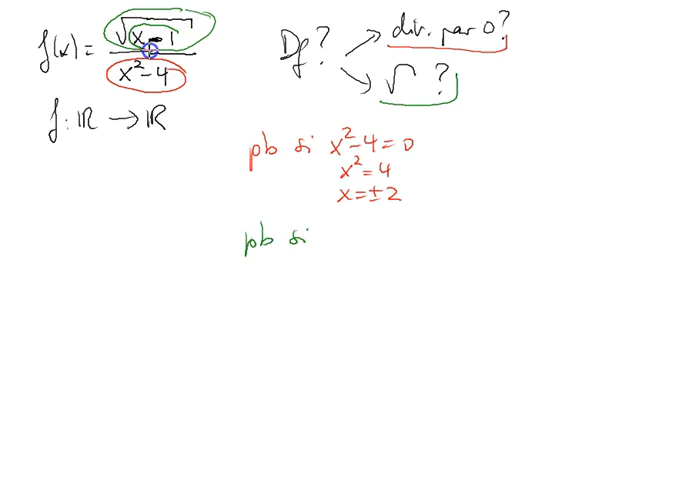 f(x) = √(x-1) / (x²-4)
Df ?
div. par 0 ?
√ ?
f : ℝ → ℝ
pb si x²-4 = 0
x² = 4
x = ±2
pb si